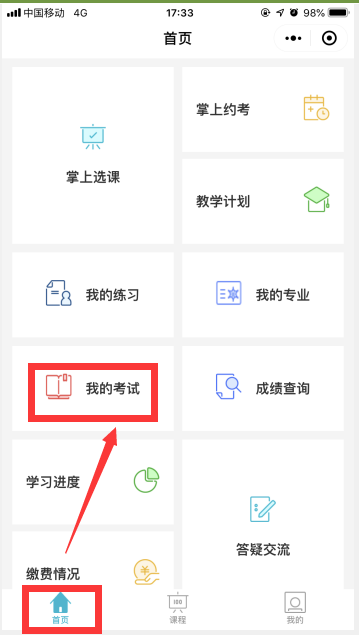 中国移动 4G 17:33 98%
首页
掌上选课
掌上约考
教学计划
我的练习
我的专业
我的考试
成绩查询
学习进度
答疑交流
缴费情况
首页
课程
我的